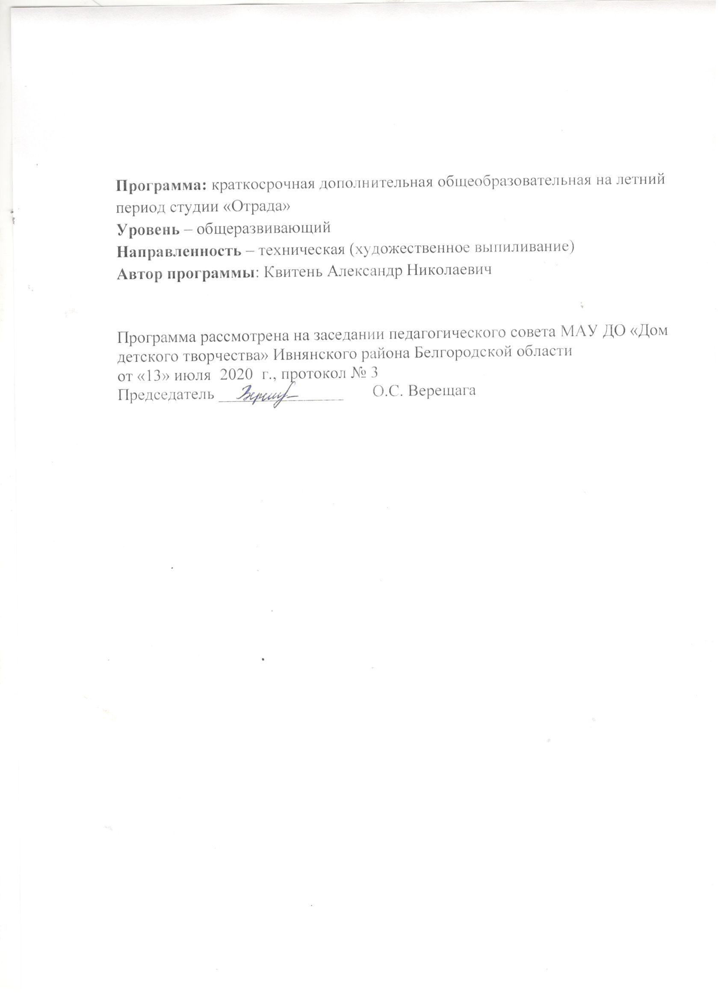 Программа: краткосрочная дополнительная общеобразовательная на летний
период студии «Отрада»
Уровень – общеразвивающий
Направленность – техническая (художественное выпиливание)
Автор программы: Квитень Александр Николаевич
Программа рассмотрена на заседании педагогического совета МАУ ДО «Дом
детского творчества» Ивнянского района Белгородской области
от «13» июля 2020 г., протокол № 3
Председатель О.С. Верещага